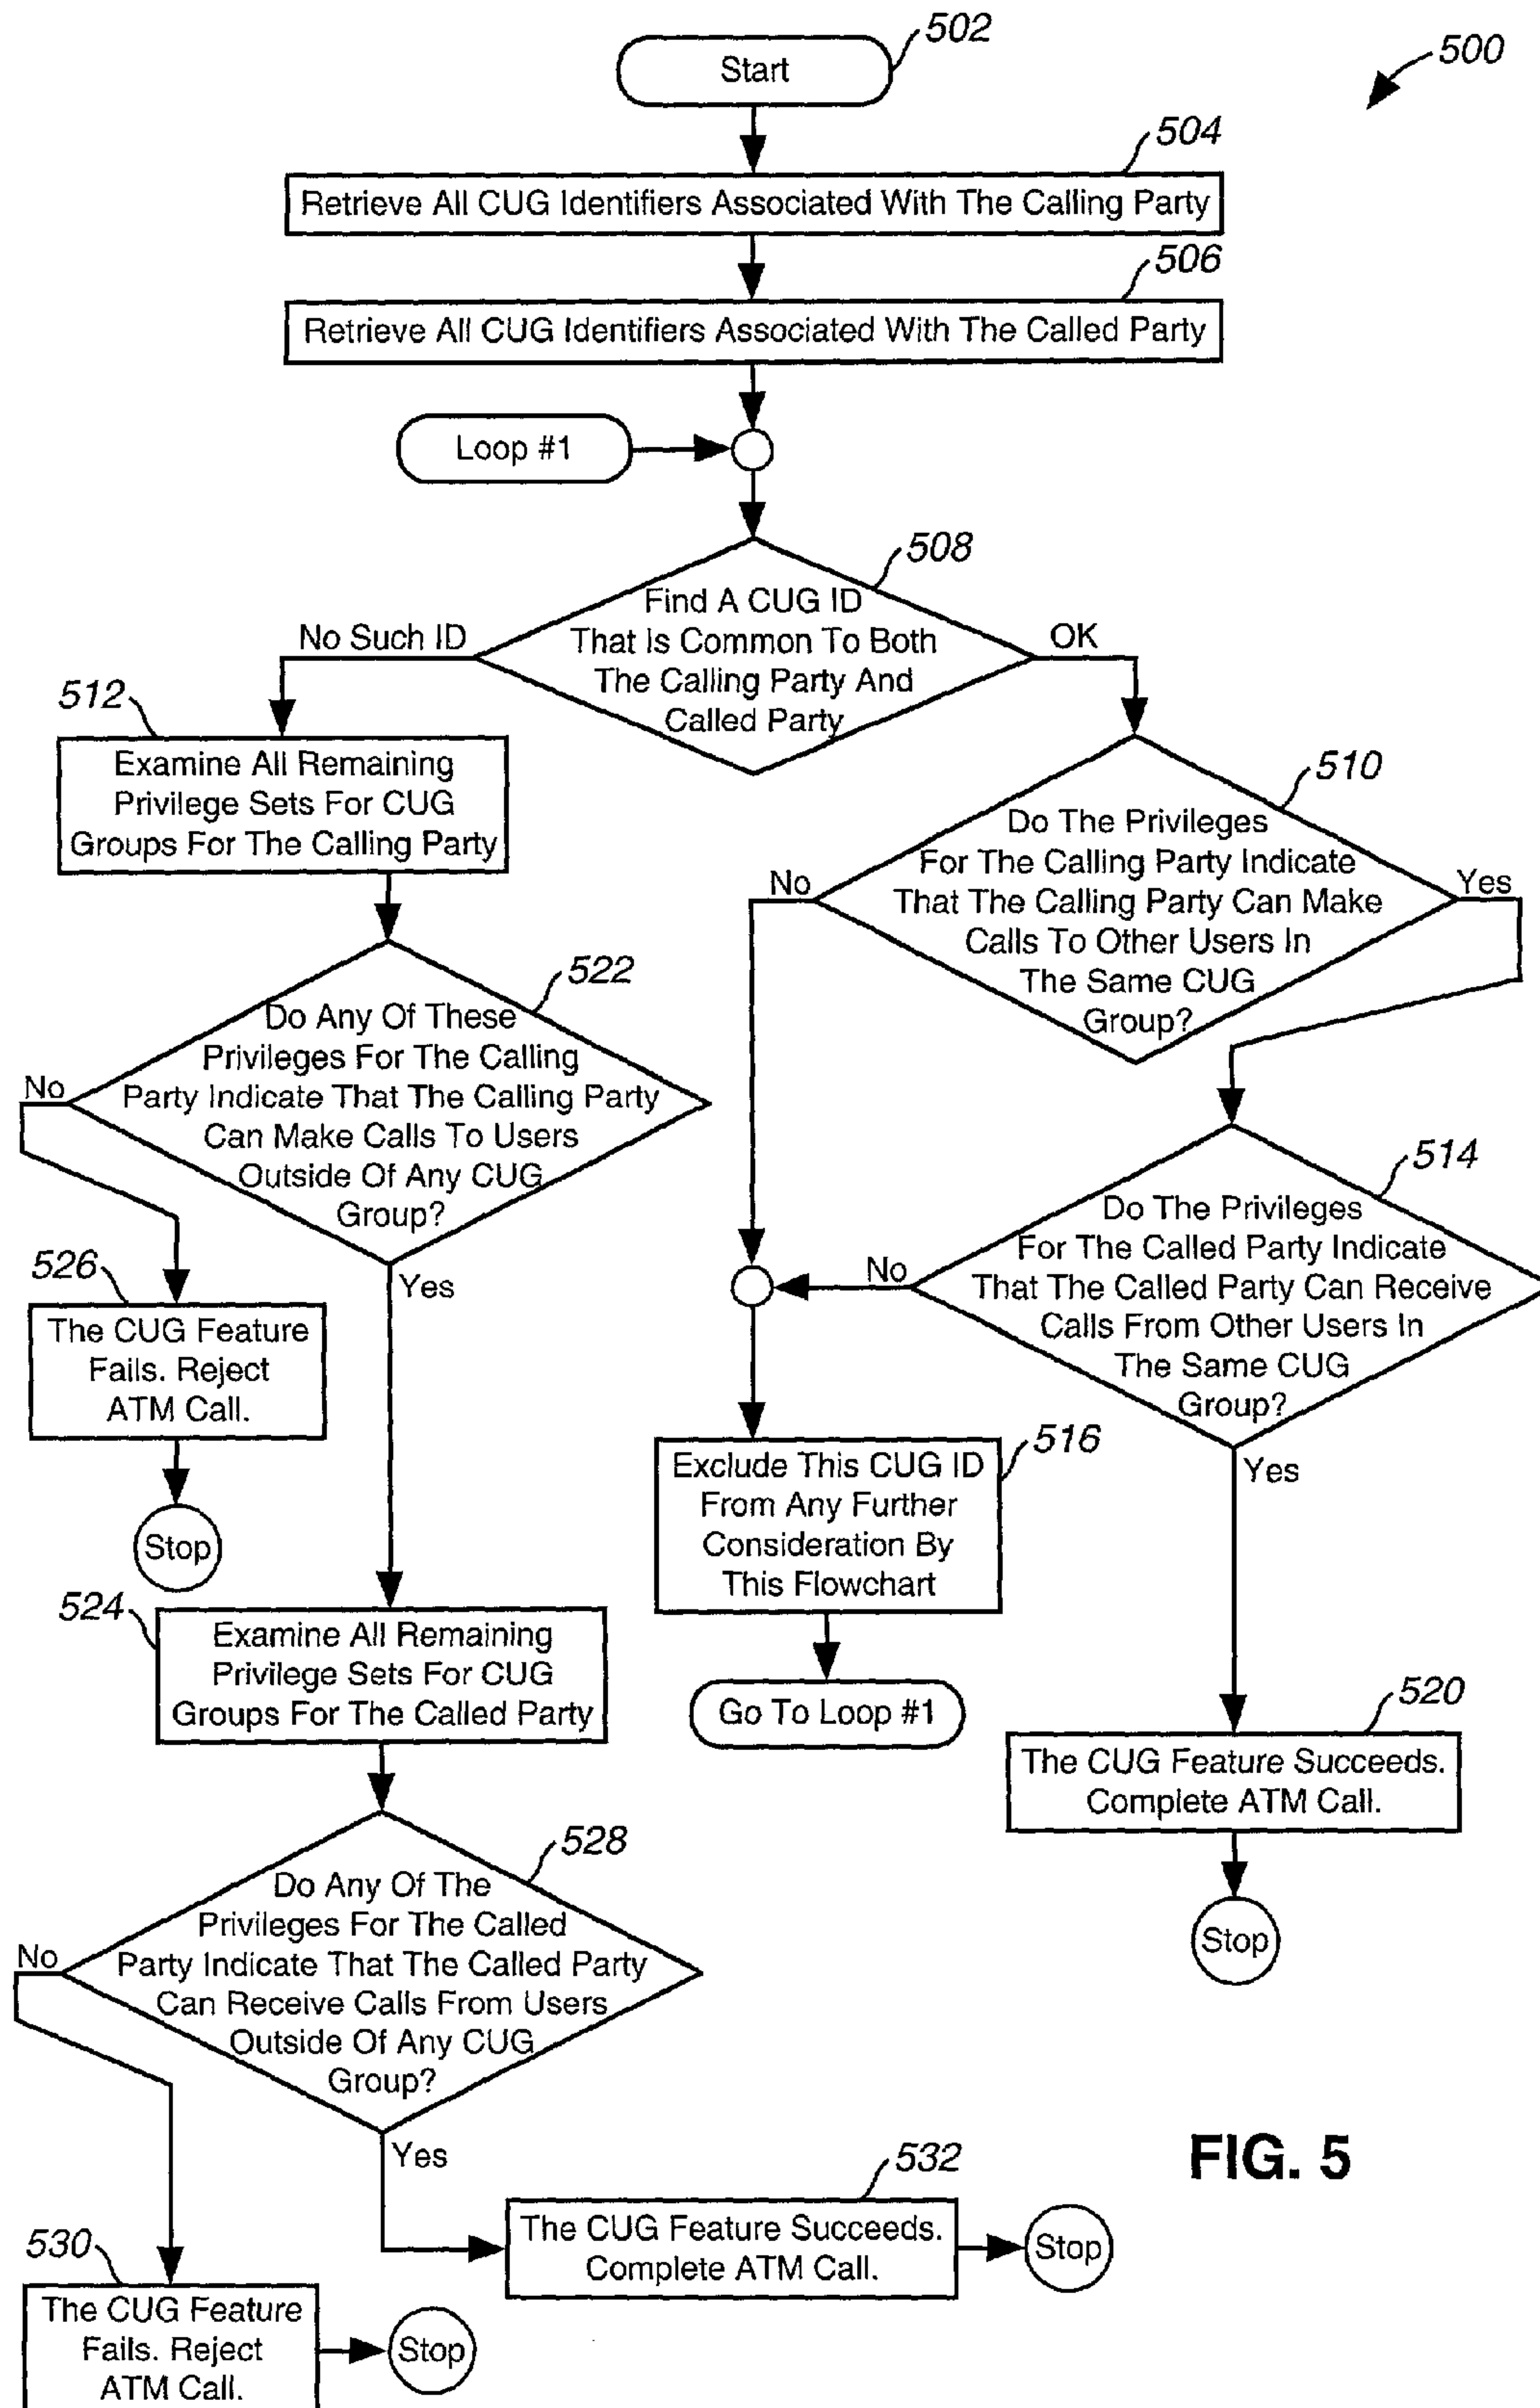 502
Start
500
504
Retrieve All CUG Identifiers Associated With The Calling Party
506
Retrieve All CUG Identifiers Associated With The Called Party
Loop #1
508
Find A CUG ID
That Is Common To Both
The Calling Party And
Called Party
No Such ID
OK
512
Examine All Remaining
Privilege Sets For CUG
Groups For The Calling Party
510
Do The Privileges
For The Calling Party Indicate
That The Calling Party Can Make
Calls To Other Users In
The Same CUG
Group?
No
Yes
522
Do Any Of These
Privileges For The Calling
Party Indicate That The Calling Party
Can Make Calls To Users
Outside Of Any CUG
Group?
No
Yes
514
Do The Privileges
For The Called Party Indicate
That The Called Party Can Receive
Calls From Other Users In
The Same CUG
Group?
No
Yes
526
The CUG Feature
Fails. Reject
ATM Call.
Stop
516
Exclude This CUG ID
From Any Further
Consideration By
This Flowchart
Go To Loop #1
524
Examine All Remaining
Privilege Sets For CUG
Groups For The Called Party
520
The CUG Feature Succeeds.
Complete ATM Call.
Stop
528
Do Any Of The
Privileges For The Called
Party Indicate That The Called Party
Can Receive Calls From Users
Outside Of Any CUG
Group?
No
Yes
532
The CUG Feature Succeeds.
Complete ATM Call.
Stop
530
The CUG Feature
Fails. Reject
ATM Call.
Stop
FIG. 5